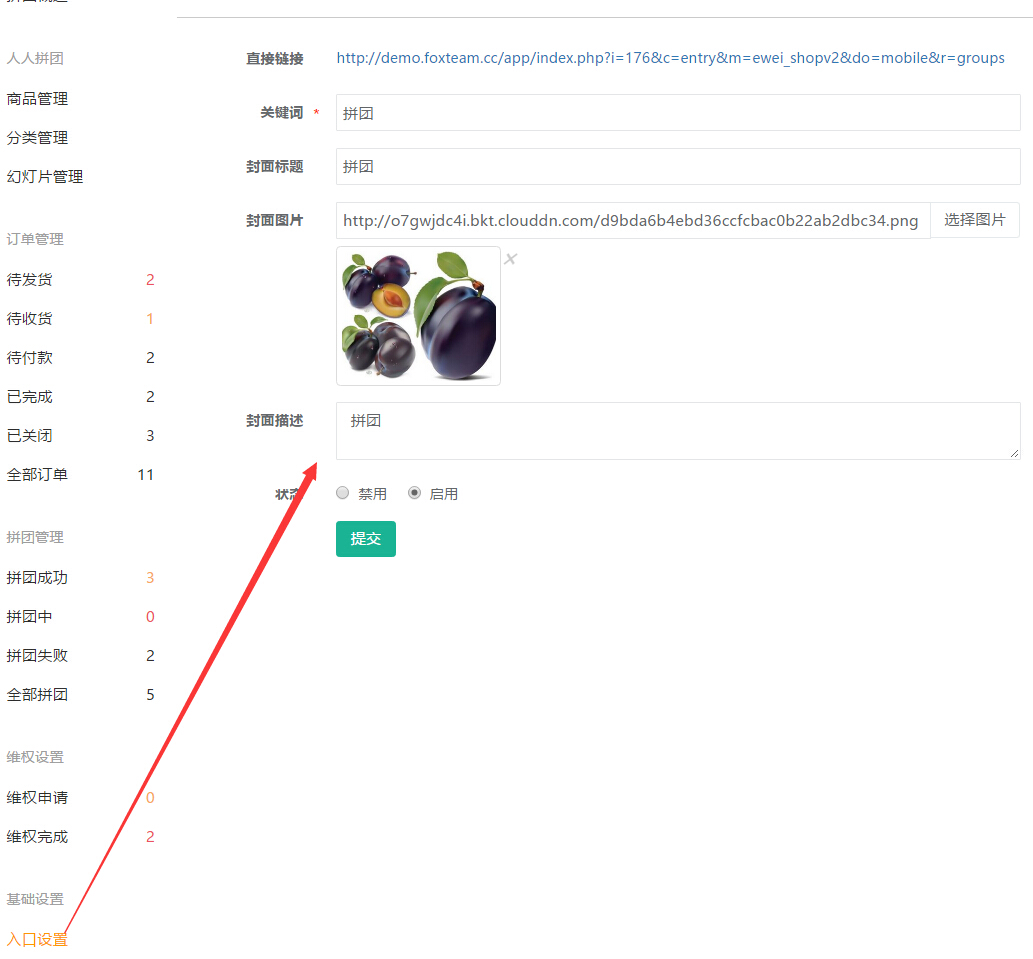 人人拼团
商品管理
分类管理
幻灯片管理
订单管理
待发货 2
待收货 1
待付款 2
已完成 2
已关闭 3
全部订单 11
拼团管理
拼团成功 3
拼团中 0
拼团失败 2
全部拼团 5
维权设置
维权申请 0
维权完成 2
基础设置
入口设置
直接链接 http://demo.foxteam.cc/app/index.php?i=176&c=entry&m=ewei_shopv2&do=mobile&r=groups
关键词 * 拼团
封面标题 拼团
封面图片 http://o7gwjdc4i.bkt.clouddn.com/d9bda6b4ebd36ccfcbac0b22ab2dbc34.png 选择图片
×
封面描述 拼团
状态 禁用 启用
提交